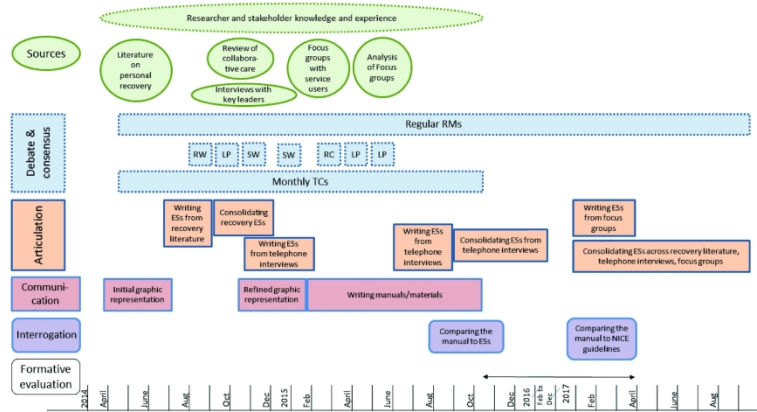 Researcher and stakeholder knowledge and experience
Sources
Literature
on
personal
recovery
Review of
collabora-
tive care
Interviews with
key leaders
Focus
groups
with
service
users
Analysis
of Focus
groups
Debate &
consensus
Regular RMs
RW
LP
SW
SW
RC
LP
LP
Monthly TCs
Articulation
Writing
ESs from
recovery
literature
Consolidating
recovery ESs
Writing ESs
from telephone
interviews
Writing ESs
from
telephone
interviews
Consolidating ESs from
telephone interviews
Writing ESs
from focus
groups
Consolidating ESs across recovery literature,
telephone interviews, focus groups
Communi-
cation
Initial graphic
representation
Refined graphic
representation
Writing manuals/materials
Interrogation
Comparing the
manual to ESs
Comparing the
manual to NICE
guidelines
Formative
evaluation
2014
April
June
Aug
Oct
Dec
2015
Feb
April
June
Aug
Oct
Dec
2016
Feb to
Dec
2017
Feb
April
June
Aug